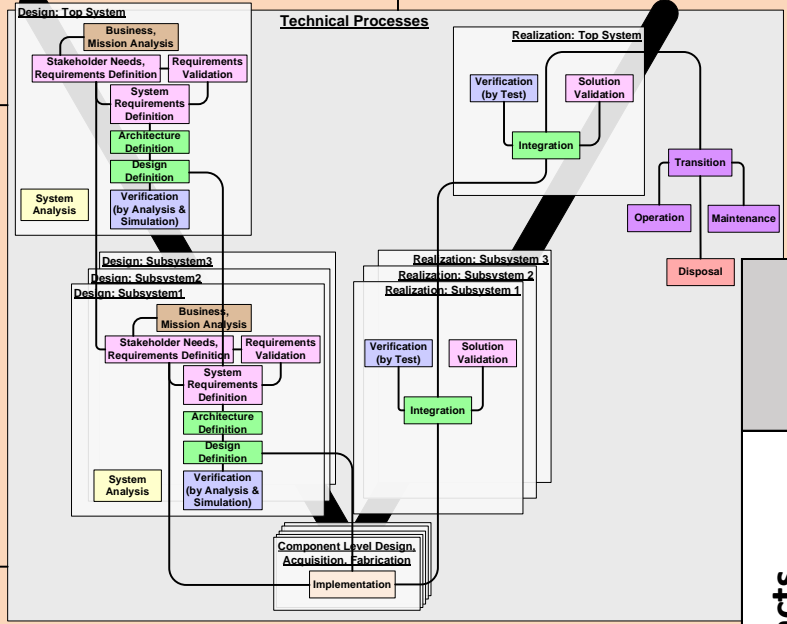 Technical Processes
Design: Top System
Business,
Mission Analysis
Stakeholder Needs,
Requirements Definition
Requirements
Validation
System
Requirements
Definition
Architecture
Definition
Design
Definition
System
Analysis
Verification
(by Analysis &
Simulation)
Realization: Top System
Verification
(by Test)
Solution
Validation
Integration
Transition
Operation
Maintenance
Disposal
Design: Subsystem3
Design: Subsystem2
Design: Subsystem1
Business,
Mission Analysis
Stakeholder Needs,
Requirements Definition
Requirements
Validation
System
Requirements
Definition
Architecture
Definition
Design
Definition
System
Analysis
Verification
(by Analysis &
Simulation)
Realization: Subsystem 3
Realization: Subsystem 2
Realization: Subsystem 1
Verification
(by Test)
Solution
Validation
Integration
Component Level Design,
Acquisition, Fabrication
Implementation